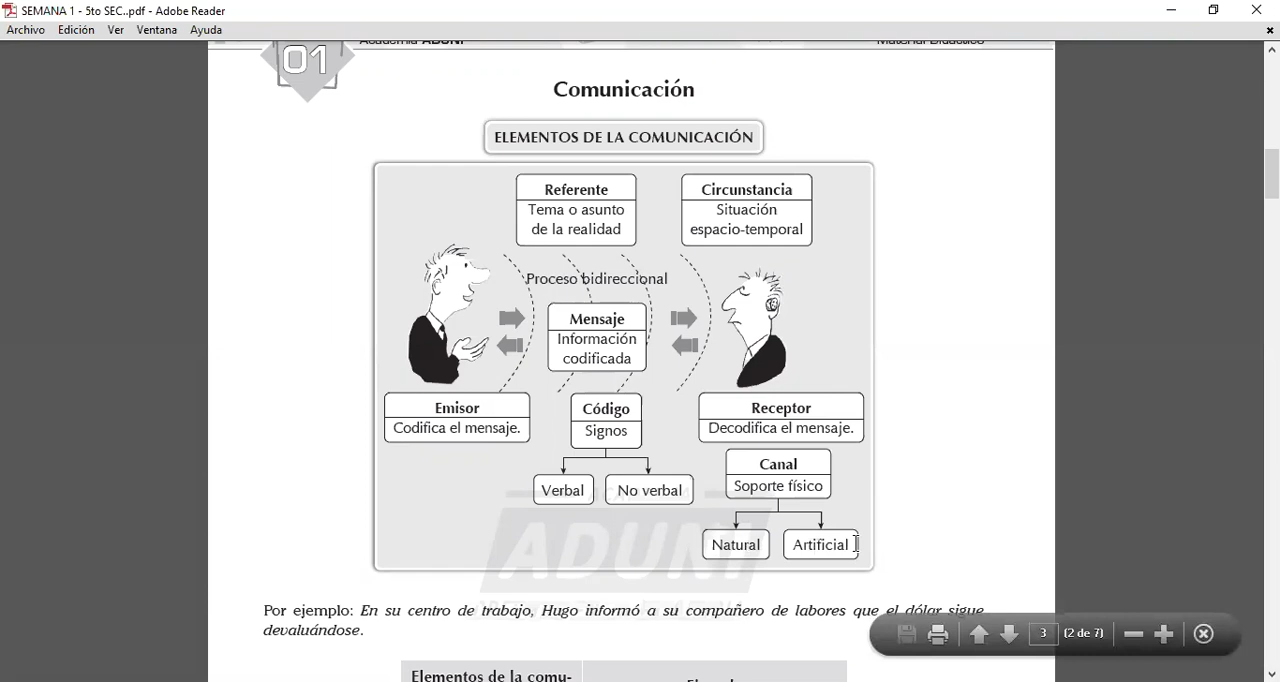 SEMANA 1 - 5to SEC..pdf - Adobe Reader
Archivo Edición Ver Ventana Ayuda
01
Academia ADUNI
Material Didáctico
Comunicación
ELEMENTOS DE LA COMUNICACIÓN
Referente
Tema o asunto
de la realidad
Circunstancia
Situación
espacio-temporal
Proceso bidireccional
Mensaje
Información
codificada
Emisor
Codifica el mensaje.
Código
Signos
Receptor
Decodifica el mensaje.
Canal
Soporte físico
Verbal
No verbal
Natural
Artificial
ADUNI
Por ejemplo: En su centro de trabajo, Hugo informó a su compañero de labores que el dólar sigue
devaluándose.
3 (2 de 7)
Elementos de la comu-